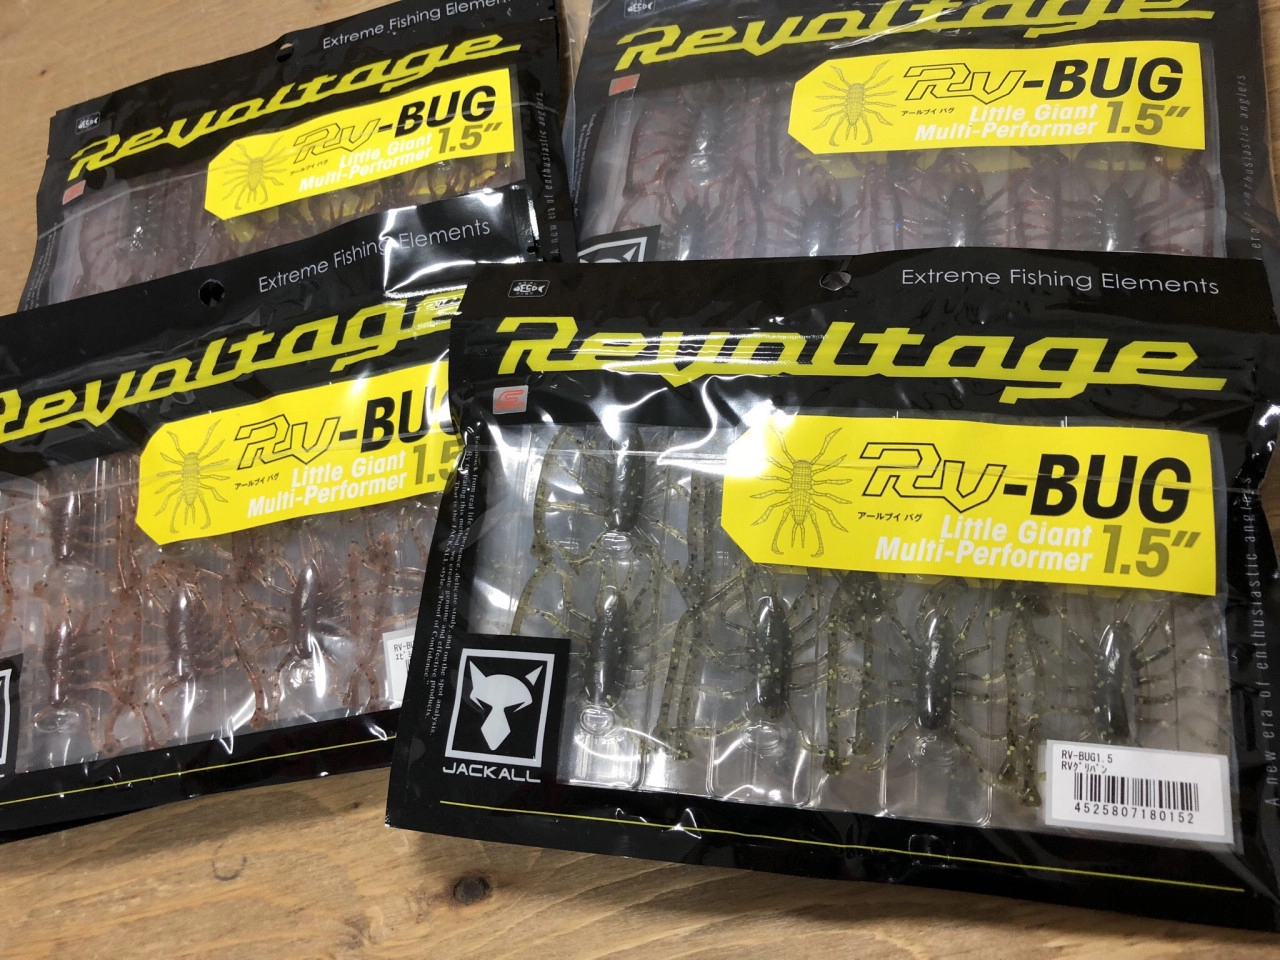 Extreme Fishing Elements
Revoltage
RV-BUG
アールブイ バグ
Little Giant
Multi-Performer
1.5"
Revoltage
RV-BUG
アールブイ バグ
Little Giant
Multi-Performer
1.5"
Extreme Fishing Elements
Revoltage
RV-BUG
アールブイ バグ
Little Giant
Multi-Performer
1.5
Extreme Fishing Elements
Revoltage
RV-BUG
アールブイ バグ
Little Giant
Multi-Performer
1.5"
A new era of enthusiastic anglers
JACKALL
RV-BUG1.5
RVグリパン
4525807180152